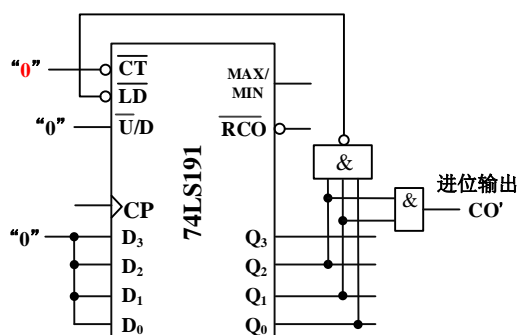 “0” CT MAX/
LD MIN
“0” U/D RCO
&
74LS191
进位输出
& CO'
CP
“0” D3 Q3
D2 Q2
D1 Q1
D0 Q0